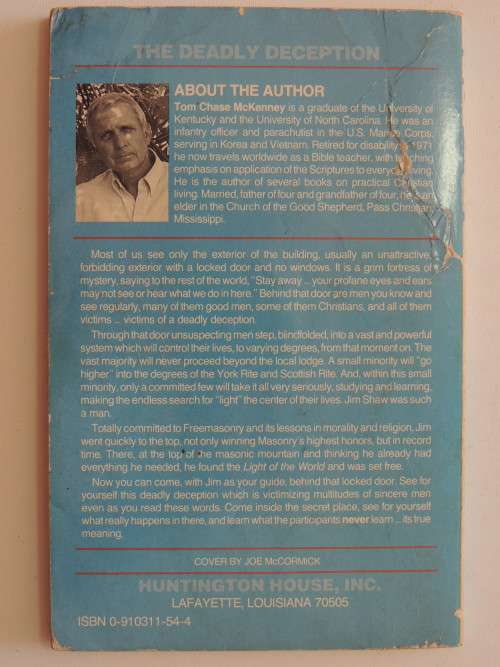 THE DEADLY DECEPTION
ABOUT THE AUTHOR
Tom Chase McKenney is a graduate of the University of
Kentucky and the University of North Carolina. He was an
infantry officer and parachutist in the U.S. Marine Corps,
serving in Korea and Vietnam. Retired for disability 1971
he now travels worldwide as a Bible teacher, with teaching
emphasis on application of the Scriptures to everyday living.
He is the author of several books on practical Christian
living. Married, father of four and grandfather of four, he is an
elder in the Church of the Good Shepherd, Pass Christian,
Mississippi.
Most of us see only the exterior of the building, usually an unattractive,
forbidding exterior with a locked door and no windows. It is a grim fortress of
mystery, saying to the rest of the world, "Stay away .. your profane eyes and ears
may not see or hear what we do in here." Behind that door are men you know and
see regularly, many of them good men, some of them Christians, and all of them
victims .. victims of a deadly deception.
Through that door unsuspecting men step, blindfolded, into a vast and powerful
system which will control their lives, to varying degrees, from that moment on. The
vast majority will never proceed beyond the local lodge. A small minority will "go
higher" into the degrees of the York Rite and Scottish Rite. And, within this small
minority, only a committed few will take it all very seriously, studying and learning,
making the endless search for "light" the center of their lives. Jim Shaw was such
a man.
Totally committed to Freemasonry and its lessons in morality and religion, Jim
went quickly to the top, not only winning Masonry's highest honors, but in record
time. There, at the top of the masonic mountain and thinking he already had
everything he needed, he found the Light of the World and was set free.
Now you can come, with Jim as your guide, behind that locked door. See for
yourself this deadly deception which is victimizing multitudes of sincere men
even as you read these words. Come inside the secret place, see for yourself
what really happens in there, and learn what the participants never learn .. its true
meaning.
COVER BY JOE McCORMICK
HUNTINGTON HOUSE, INC.
LAFAYETTE, LOUISIANA 70505
ISBN 0-910311-54-4